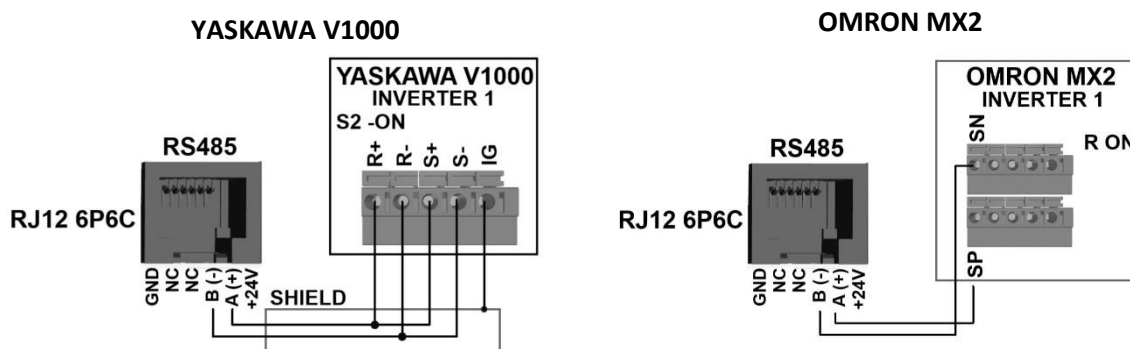 YASKAWA V1000
YASKAWA V1000
INVERTER 1
S2 -ON
R+
R-
S+
S-
IG
RS485
RJ12 6P6C
GND
NC
NC
B (-)
A (+)
+24V
SHIELD
OMRON MX2
OMRON MX2
INVERTER 1
SN
R ON
RS485
RJ12 6P6C
SP
GND
NC
NC
B (-)
A (+)
+24V